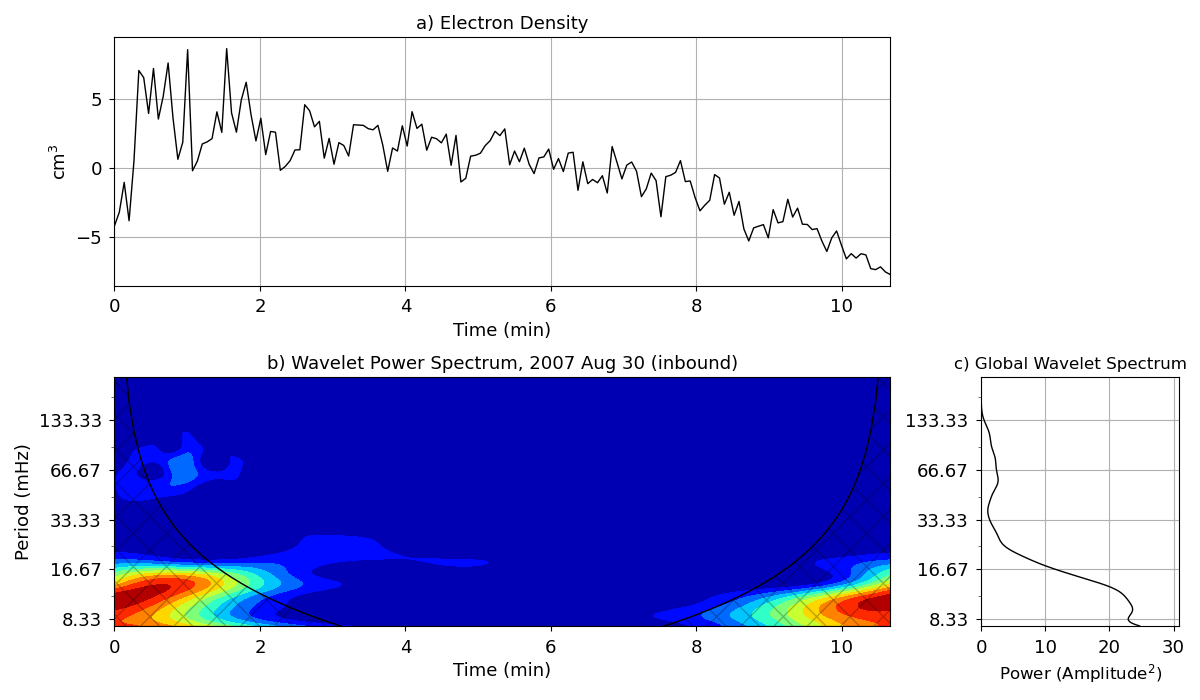 a) Electron Density
5
0
−5
cm³
0 2 4 6 8 10
Time (min)
b) Wavelet Power Spectrum, 2007 Aug 30 (inbound)
133.33
66.67
33.33
16.67
8.33
Period (mHz)
0 2 4 6 8 10
Time (min)
c) Global Wavelet Spectrum
133.33
66.67
33.33
16.67
8.33
0 10 20 30
Power (Amplitude²)